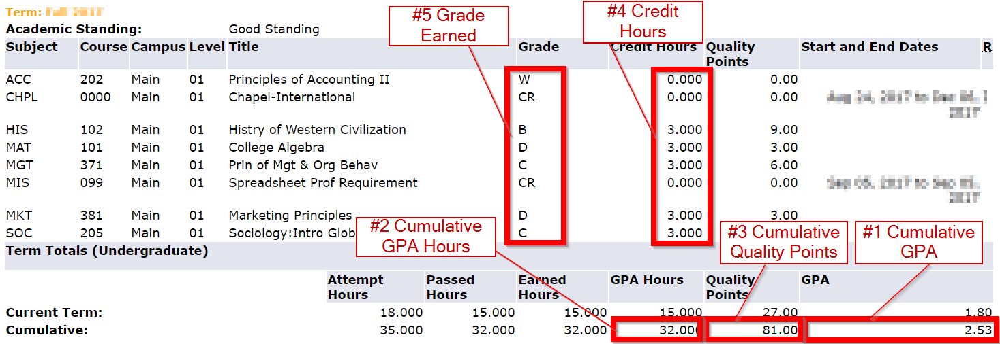 Term:
#5 Grade
Earned
#4 Credit
Hours
Academic Standing: Good Standing
Subject Course Campus Level Title Grade Credit Hours Quality Points Start and End Dates R
ACC 202 Main 01 Principles of Accounting II W 0.000 0.00
CHPL 0000 Main 01 Chapel-International CR 0.000 0.00
HIS 102 Main 01 Histry of Western Civilization B 3.000 9.00
MAT 101 Main 01 College Algebra D 3.000 3.00
MGT 371 Main 01 Prin of Mgt & Org Behav C 3.000 6.00
MIS 099 Main 01 Spreadsheet Prof Requirement CR 0.000 0.00
MKT 381 Main 01 Marketing Principles D 3.000 3.00
SOC 205 Main 01 Sociology:Intro Glob C 3.000
#2 Cumulative
GPA Hours
#3 Cumulative
Quality Points
#1 Cumulative
GPA
Term Totals (Undergraduate)
Attempt Hours Passed Hours Earned Hours GPA Hours Quality Points GPA
Current Term: 18.000 15.000 15.000 15.000 27.00 1.80
Cumulative: 35.000 32.000 32.000 32.000 81.00 2.53